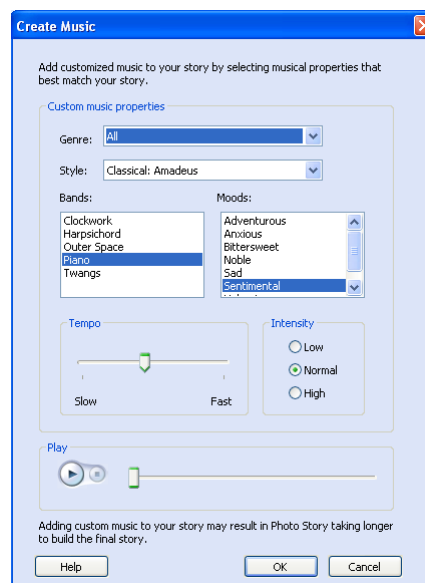 Create Music
Add customized music to your story by selecting musical properties that
best match your story.
Custom music properties
Genre: All
Style: Classical: Amadeus
Bands: Moods:
Clockwork Adventurous
Harpsichord Anxious
Outer Space Bittersweet
Piano Noble
Twangs Sad
Sentimental
Tempo Intensity
Low
Normal
High
Slow Fast
Play
Adding custom music to your story may result in Photo Story taking longer
to build the final story.
Help OK Cancel